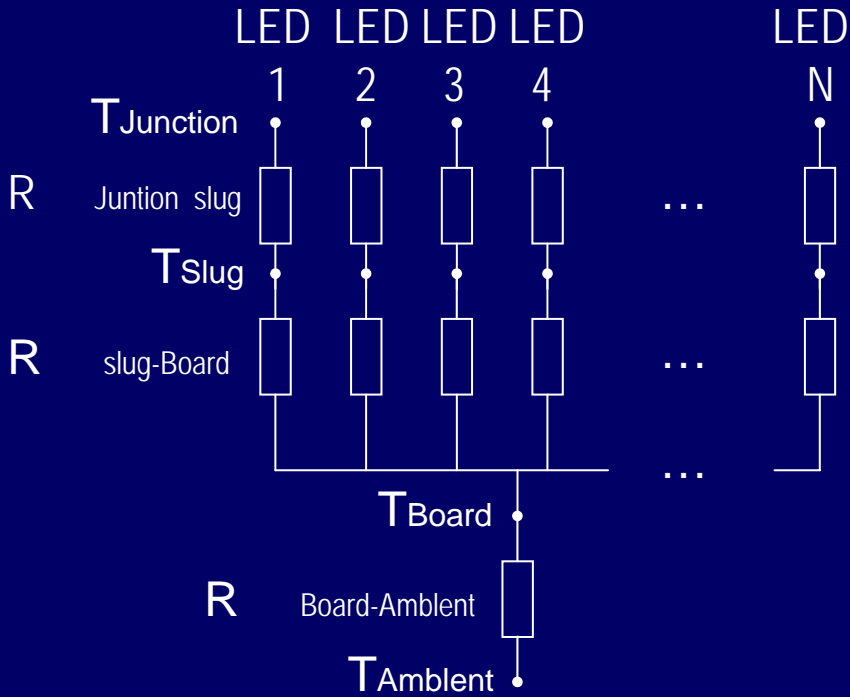 LED LED LED LED LED
1 2 3 4 N
TJunction
R Juntion slug ...
TSlug
R slug-Board ...
...
TBoard
R Board-Amblent
TAmblent